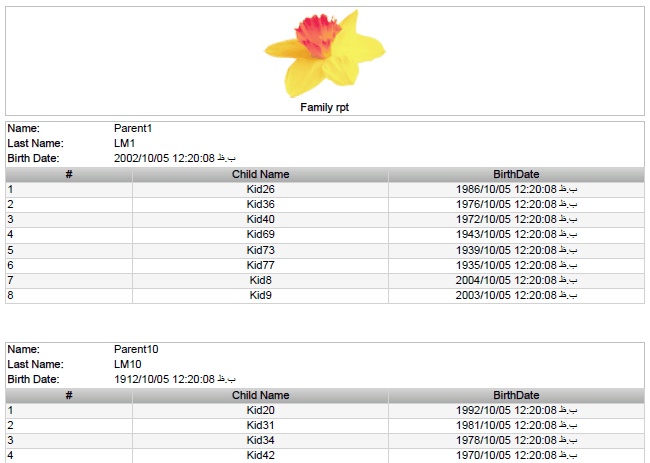 Family rpt
Name: Parent1
Last Name: LM1
Birth Date: 2002/10/05 12:20:08 ب.ظ
# Child Name BirthDate
1 Kid26 1986/10/05 12:20:08 ب.ظ
2 Kid36 1976/10/05 12:20:08 ب.ظ
3 Kid40 1972/10/05 12:20:08 ب.ظ
4 Kid69 1943/10/05 12:20:08 ب.ظ
5 Kid73 1939/10/05 12:20:08 ب.ظ
6 Kid77 1935/10/05 12:20:08 ب.ظ
7 Kid8 2004/10/05 12:20:08 ب.ظ
8 Kid9 2003/10/05 12:20:08 ب.ظ
Name: Parent10
Last Name: LM10
Birth Date: 1912/10/05 12:20:08 ب.ظ
# Child Name BirthDate
1 Kid20 1992/10/05 12:20:08 ب.ظ
2 Kid31 1981/10/05 12:20:08 ب.ظ
3 Kid34 1978/10/05 12:20:08 ب.ظ
4 Kid42 1970/10/05 12:20:08 ب.ظ